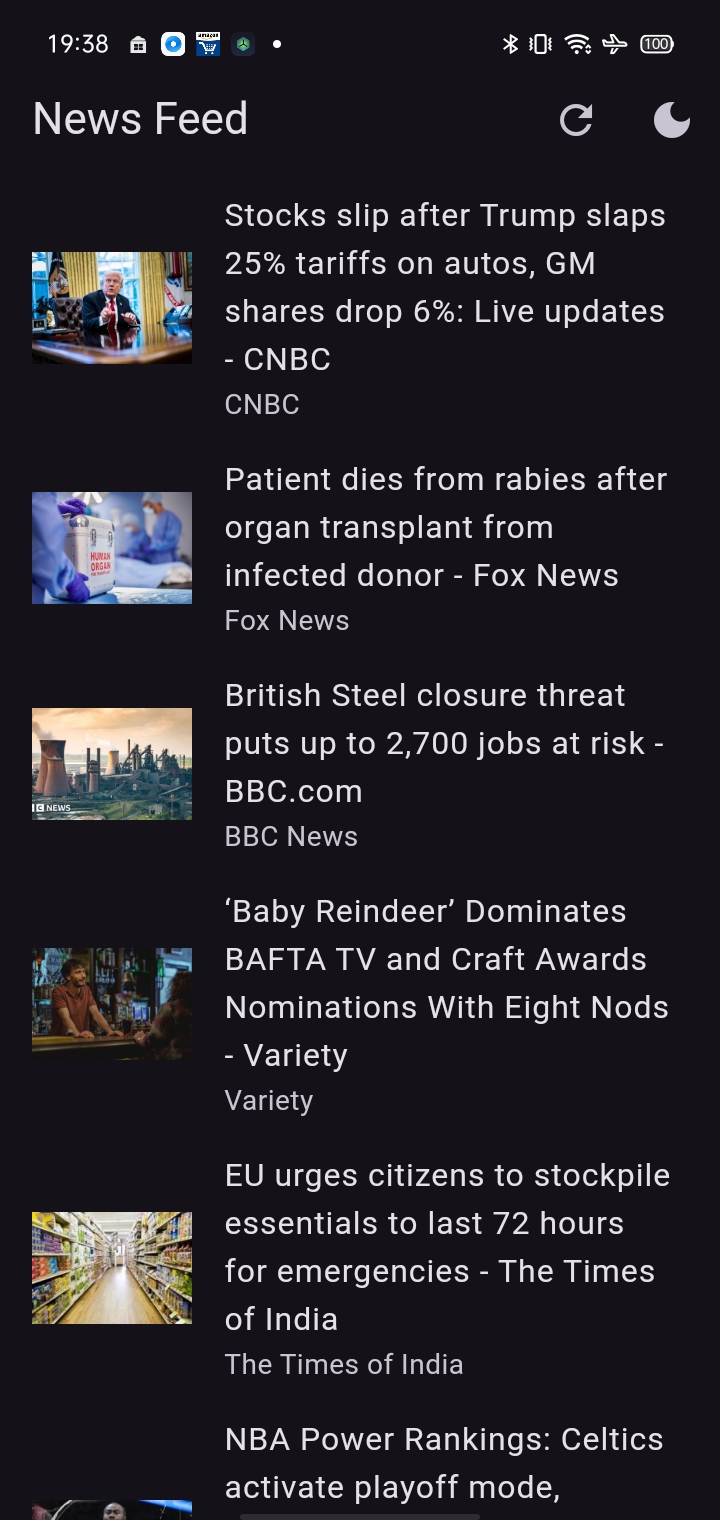 19:38
amazon
100
News Feed
Stocks slip after Trump slaps
25% tariffs on autos, GM
shares drop 6%: Live updates
- CNBC
CNBC
HUMAN
ORGAN
Patient dies from rabies after
organ transplant from
infected donor - Fox News
Fox News
NEWS
British Steel closure threat
puts up to 2,700 jobs at risk -
BBC.com
BBC News
‘Baby Reindeer’ Dominates
BAFTA TV and Craft Awards
Nominations With Eight Nods
- Variety
Variety
EU urges citizens to stockpile
essentials to last 72 hours
for emergencies - The Times
of India
The Times of India
NBA Power Rankings: Celtics
activate playoff mode,